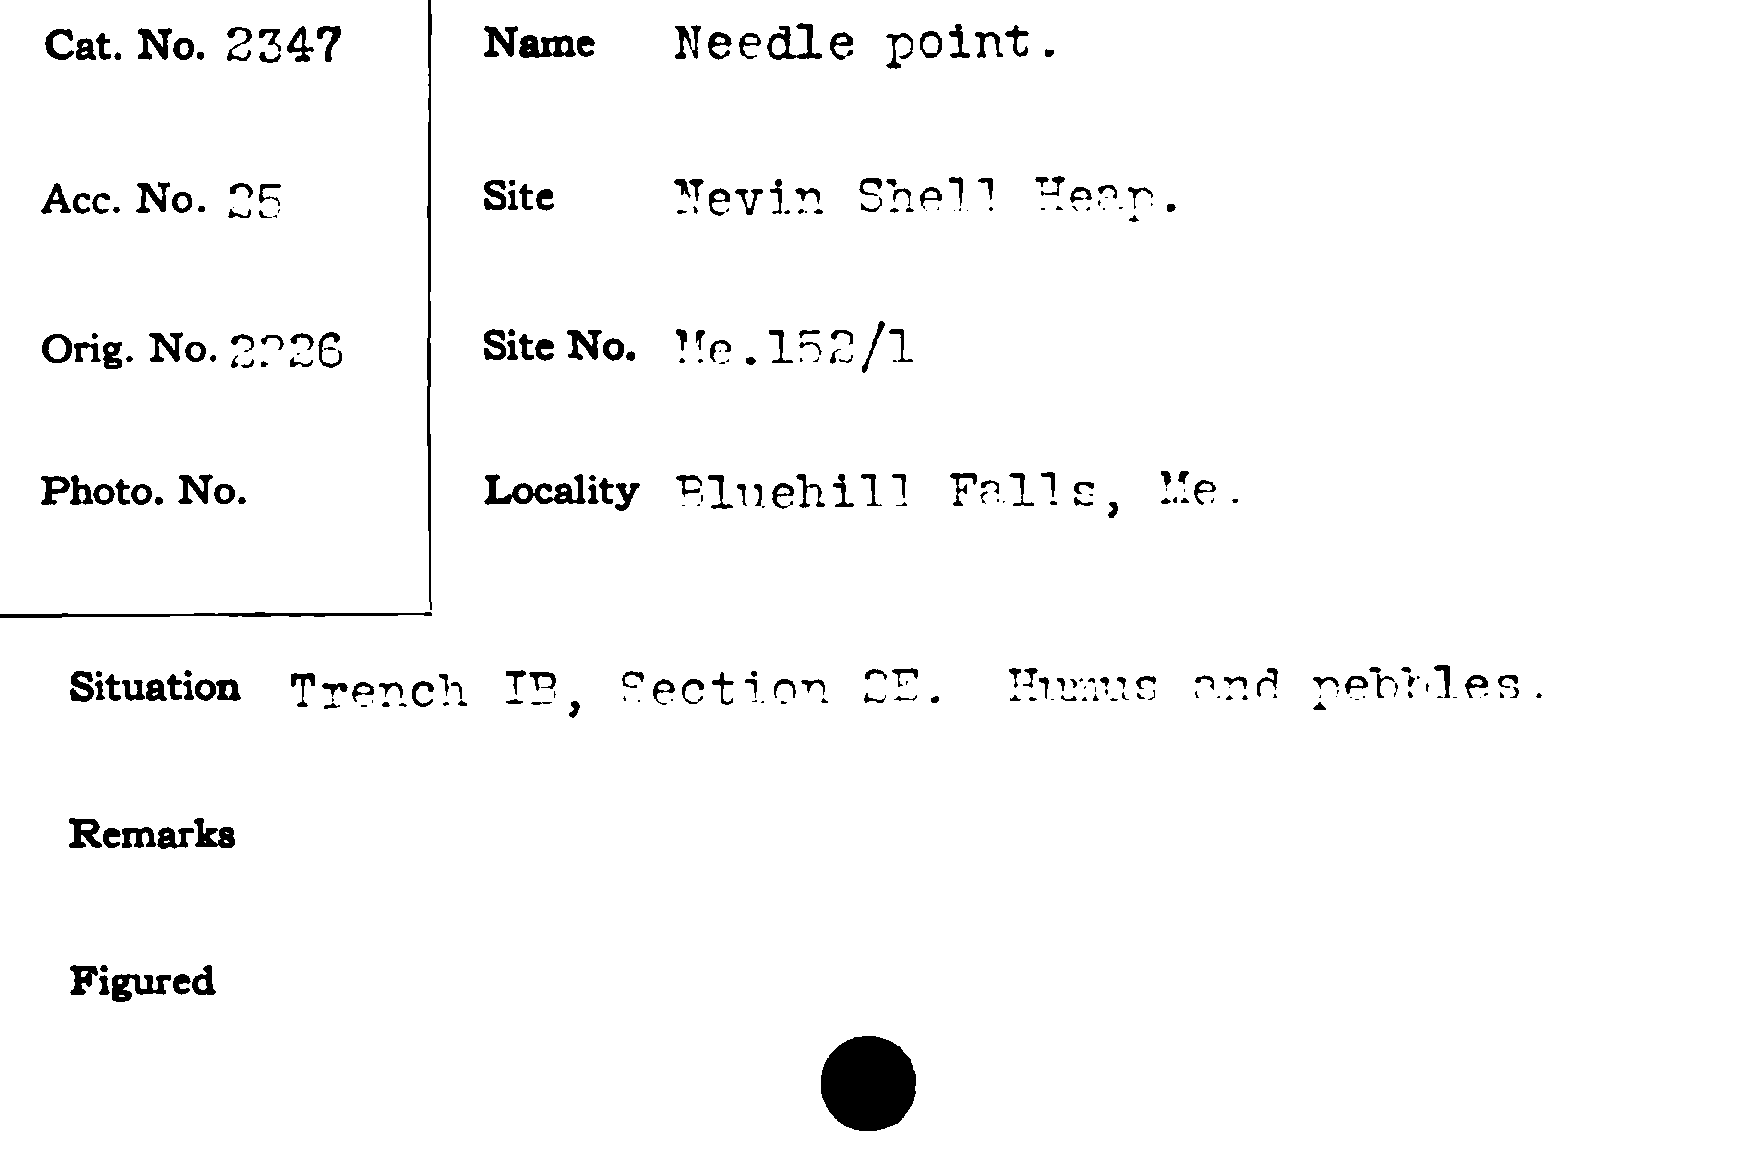 Cat. No. 2347
Name Needle point.
Acc. No. 25
Site Nevin Shell Heap.
Orig. No.
Site No. Me.152/1
Photo. No.
Locality Bluehill Falls, Me.
Situation Trench IB, Section 2E. Humus and pebbles.
Remarks
Figured